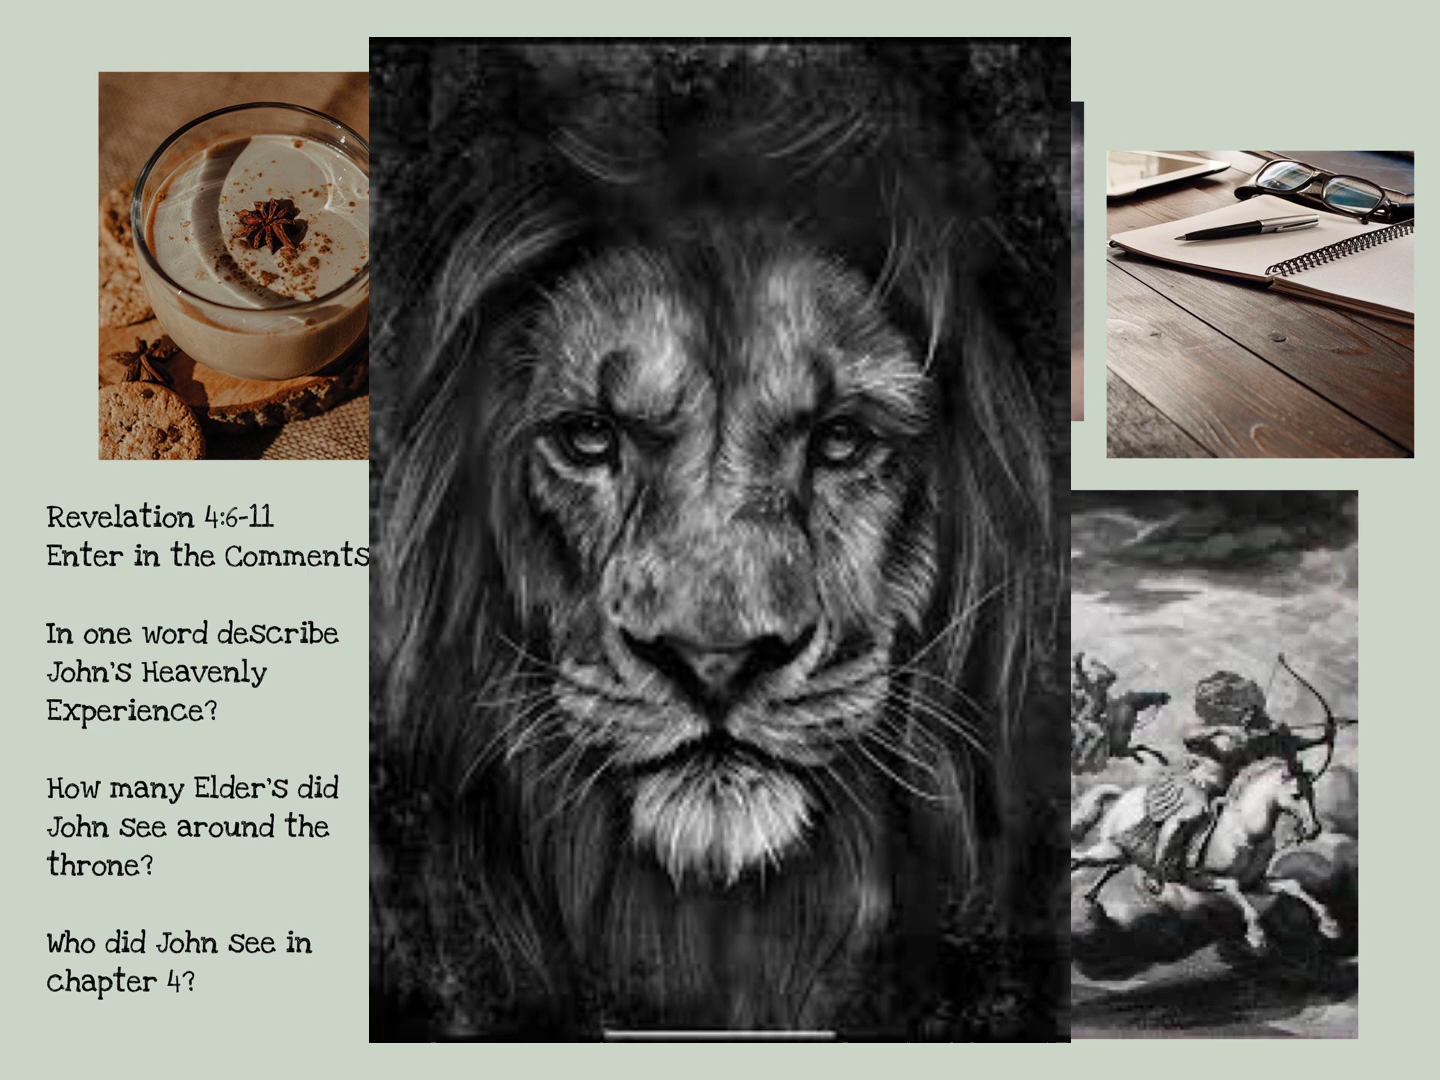 Revelation 4:6-11
Enter in the Comments
In one word describe
John's Heavenly
Experience?
How many Elder's did
John see around the
throne?
Who did John see in
chapter 4?